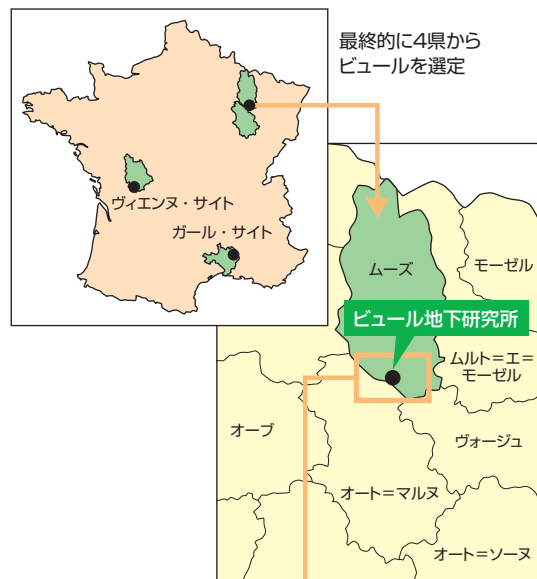 最終的に4県から
ビュールを選定
ヴィエンヌ・サイト
ガール・サイト
ムーズ
モーゼル
ビュール地下研究所
ムルト=エ=
モーゼル
オーブ
ヴォージュ
オート=マルヌ
オート=ソーヌ